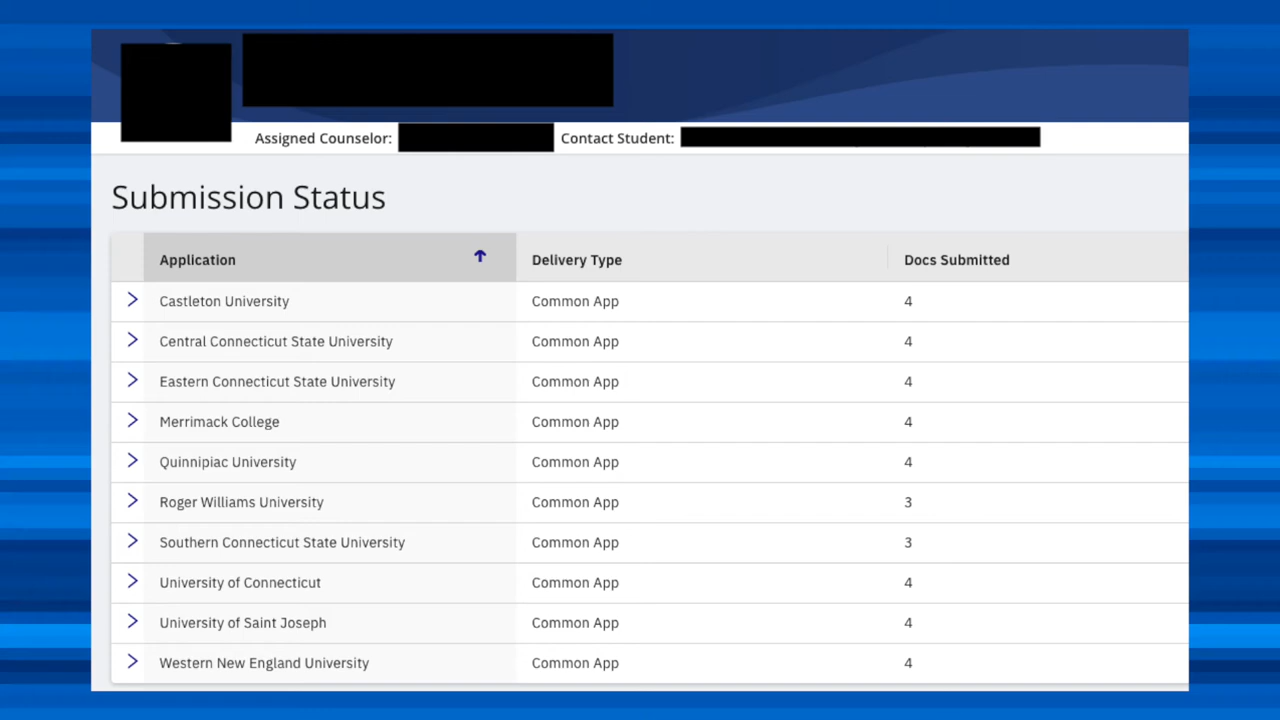 Assigned Counselor: Contact Student:
Submission Status
Application Delivery Type Docs Submitted
Castleton University Common App 4
Central Connecticut State University Common App 4
Eastern Connecticut State University Common App 4
Merrimack College Common App 4
Quinnipiac University Common App 4
Roger Williams University Common App 3
Southern Connecticut State University Common App 3
University of Connecticut Common App 4
University of Saint Joseph Common App 4
Western New England University Common App 4